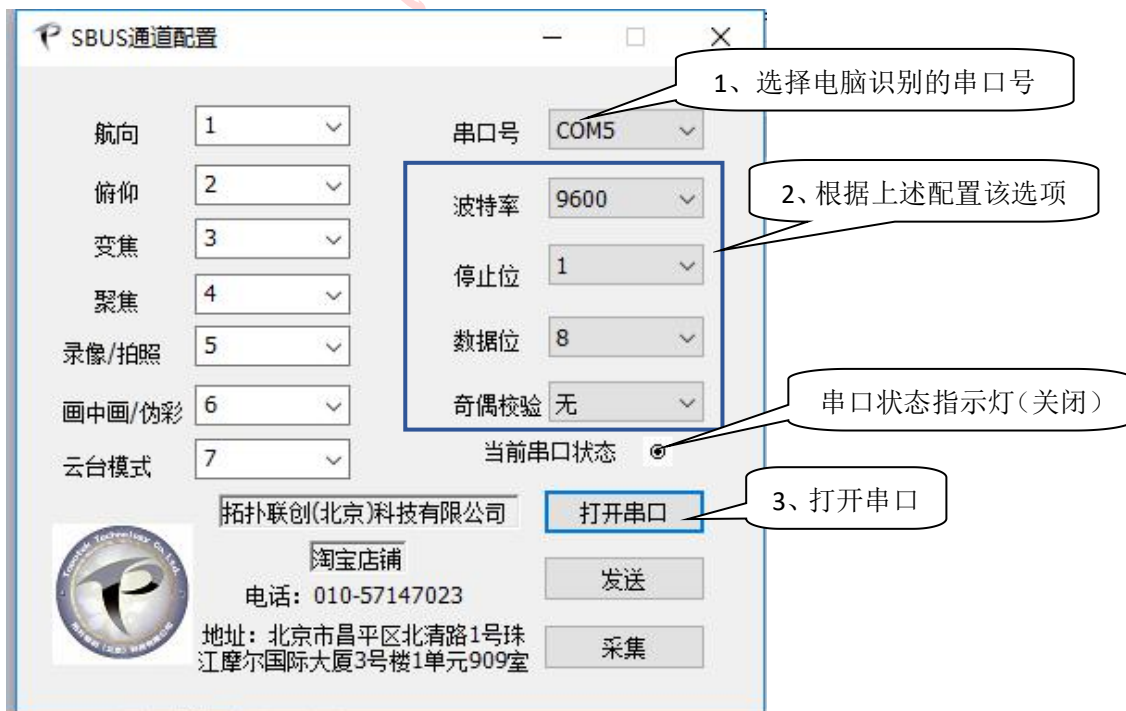 SBUS通道配置
1、选择电脑识别的串口号
航向 1
串口号 COM5
俯仰 2
波特率 9600
2、根据上述配置该选项
变焦 3
停止位 1
聚焦 4
录像/拍照 5
数据位 8
画中画/伪彩 6
奇偶校验 无
串口状态指示灯（关闭）
当前串口状态
云台模式 7
拓扑联创(北京)科技有限公司
打开串口
3、打开串口
淘宝店铺
电话：010-57147023
发送
地址：北京市昌平区北清路1号珠
江摩尔国际大厦3号楼1单元909室
采集